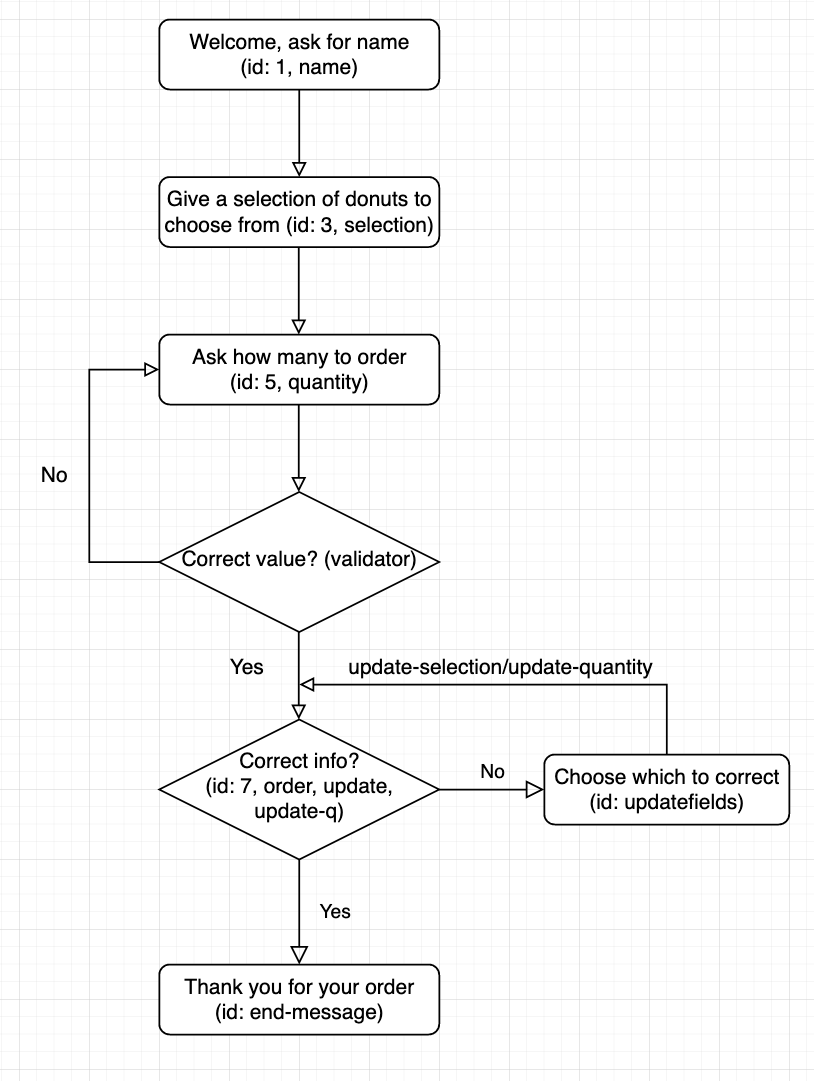 Welcome, ask for name
(id: 1, name)
Give a selection of donuts to
choose from (id: 3, selection)
Ask how many to order
(id: 5, quantity)
No
Correct value? (validator)
Yes
update-selection/update-quantity
Correct info?
(id: 7, order, update,
update-q)
No
Choose which to correct
(id: updatefields)
Yes
Thank you for your order
(id: end-message)